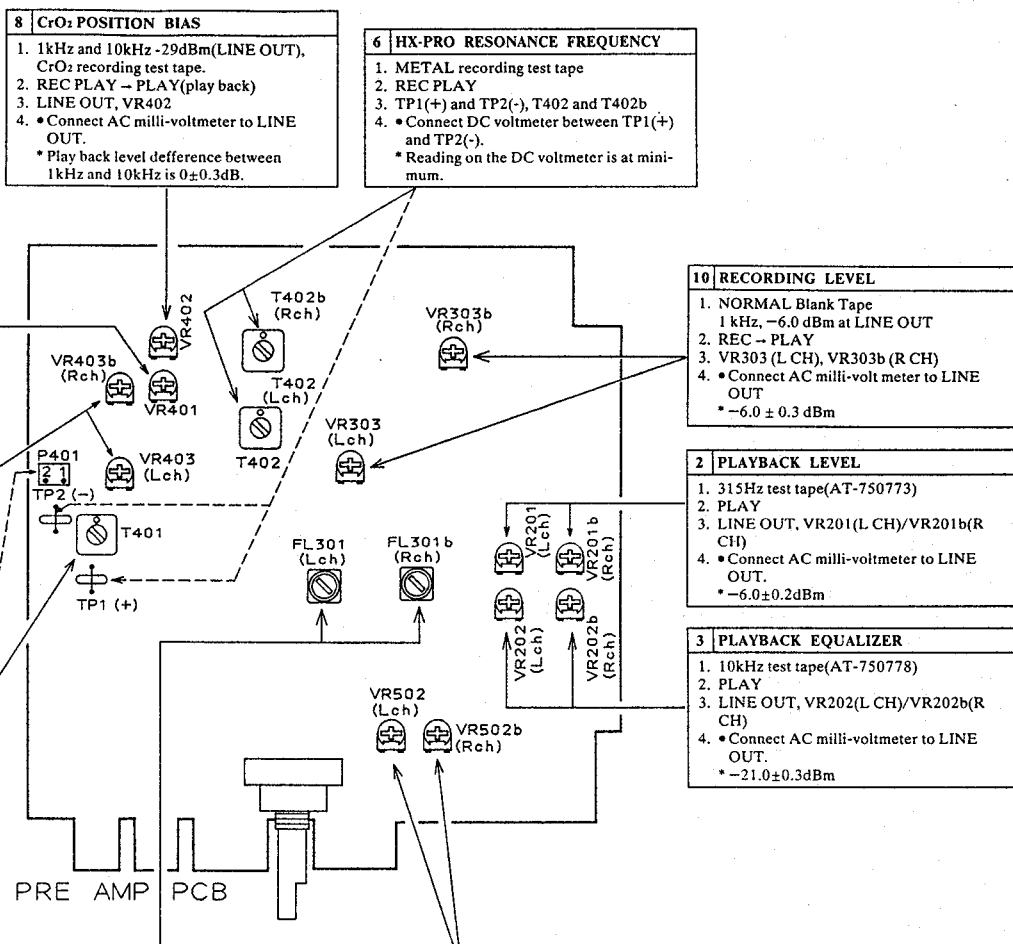 8 CrO2 POSITION BIAS
1. 1kHz and 10kHz -29dBm(LINE OUT),
CrO2 recording test tape.
2. REC PLAY → PLAY(play back)
3. LINE OUT, VR402
4. • Connect AC milli-voltmeter to LINE
OUT.
* Play back level defference between
1kHz and 10kHz is 0±0.3dB.
6 HX-PRO RESONANCE FREQUENCY
1. METAL recording test tape
2. REC PLAY
3. TP1(+) and TP2(-), T402 and T402b
4. • Connect DC voltmeter between TP1(+)
and TP2(-).
* Reading on the DC voltmeter is at mini-
mum.
10 RECORDING LEVEL
1. NORMAL Blank Tape
1 kHz, −6.0 dBm at LINE OUT
2. REC → PLAY
3. VR303 (L CH), VR303b (R CH)
4. • Connect AC milli-volt meter to LINE
OUT
* −6.0 ± 0.3 dBm
2 PLAYBACK LEVEL
1. 315Hz test tape(AT-750773)
2. PLAY
3. LINE OUT, VR201(L CH)/VR201b(R
CH)
4. • Connect AC milli-voltmeter to LINE
OUT.
* −6.0±0.2dBm
3 PLAYBACK EQUALIZER
1. 10kHz test tape(AT-750778)
2. PLAY
3. LINE OUT, VR202(L CH)/VR202b(R
CH)
4. • Connect AC milli-voltmeter to LINE
OUT.
* −21.0±0.3dBm
VR402
T402b
(Rch)
VR303b
(Rch)
VR403b
(Rch)
VR401
T402
(Lch)
T402
VR303
(Lch)
P401
2 1
VR403
(Lch)
TP2 (-)
T401
TP1 (+)
FL301
(Lch)
FL301b
(Rch)
VR201
(Lch)
VR201b
(Rch)
VR202
(Lch)
VR202b
(Rch)
VR502
(Lch)
VR502b
(Rch)
PRE AMP PCB